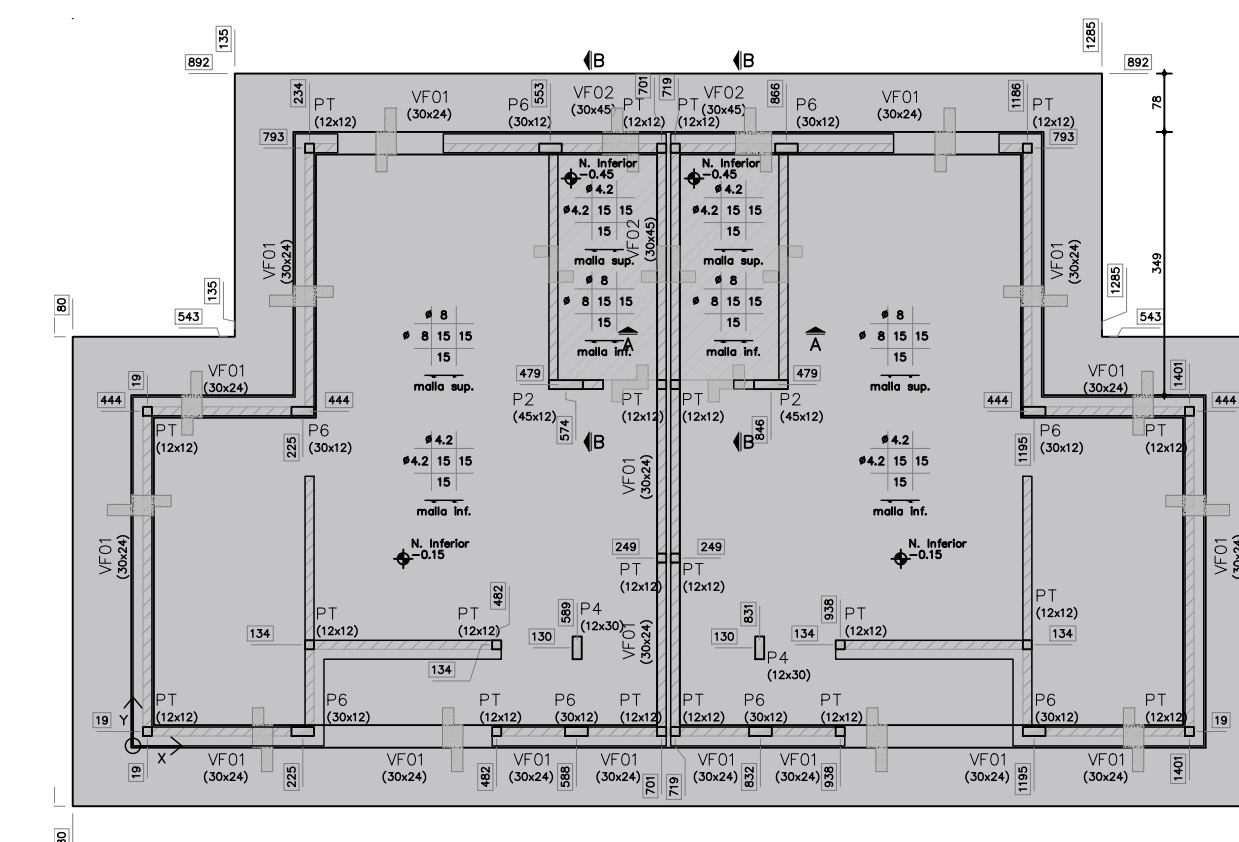 135
1285
892
B
B
892
234
553
701
719
866
1186
78
VF01
(30x24)
VF02
(30x45)
VF02
(30x45)
VF01
(30x24)
PT
(12x12)
P6
(30x12)
PT
(12x12)
PT
(12x12)
P6
(30x12)
PT
(12x12)
793
793
N. Inferior
-0.45
N. Inferior
-0.45
ø 4.2
ø4.2 15 15
15
malla sup.
ø 4.2
ø4.2 15 15
15
malla sup.
VF02
(30x45)
VF01
(30x24)
VF01
(30x24)
349
135
1285
80
543
543
ø 8
ø 8 15 15
15
malla inf.
ø 8
ø 8 15 15
15
malla inf.
A
A
ø 8
ø 8 15 15
15
malla sup.
ø 8
ø 8 15 15
15
malla sup.
19
VF01
(30x24)
479
479
VF01
(30x24)
1401
444
444
444
444
PT
(12x12)
225
P6
(30x12)
P2
(45x12)
574
PT
(12x12)
PT
(12x12)
P2
(45x12)
846
1195
P6
(30x12)
PT
(12x12)
B
B
ø 4.2
ø4.2 15 15
15
malla inf.
ø 4.2
ø4.2 15 15
15
malla inf.
VF01
(30x24)
VF01
(30x24)
VF01
(30x24)
N. Inferior
-0.15
N. Inferior
-0.15
249
249
PT
(12x12)
PT
(12x12)
482
589
831
938
PT
(12x12)
PT
(12x12)
P4
(12x30)
VF01
(30x24)
PT
(12x12)
PT
(12x12)
134
134
130
130
134
134
P4
(12x30)
PT
(12x12)
P6
(30x12)
PT
(12x12)
P6
(30x12)
PT
(12x12)
PT
(12x12)
P6
(30x12)
PT
(12x12)
P6
(30x12)
PT
(12x12)
19
Y
X
19
19
VF01
(30x24)
225
VF01
(30x24)
482
VF01
(30x24)
588
VF01
(30x24)
701
719
VF01
(30x24)
832
VF01
(30x24)
938
VF01
(30x24)
1195
VF01
(30x24)
1401